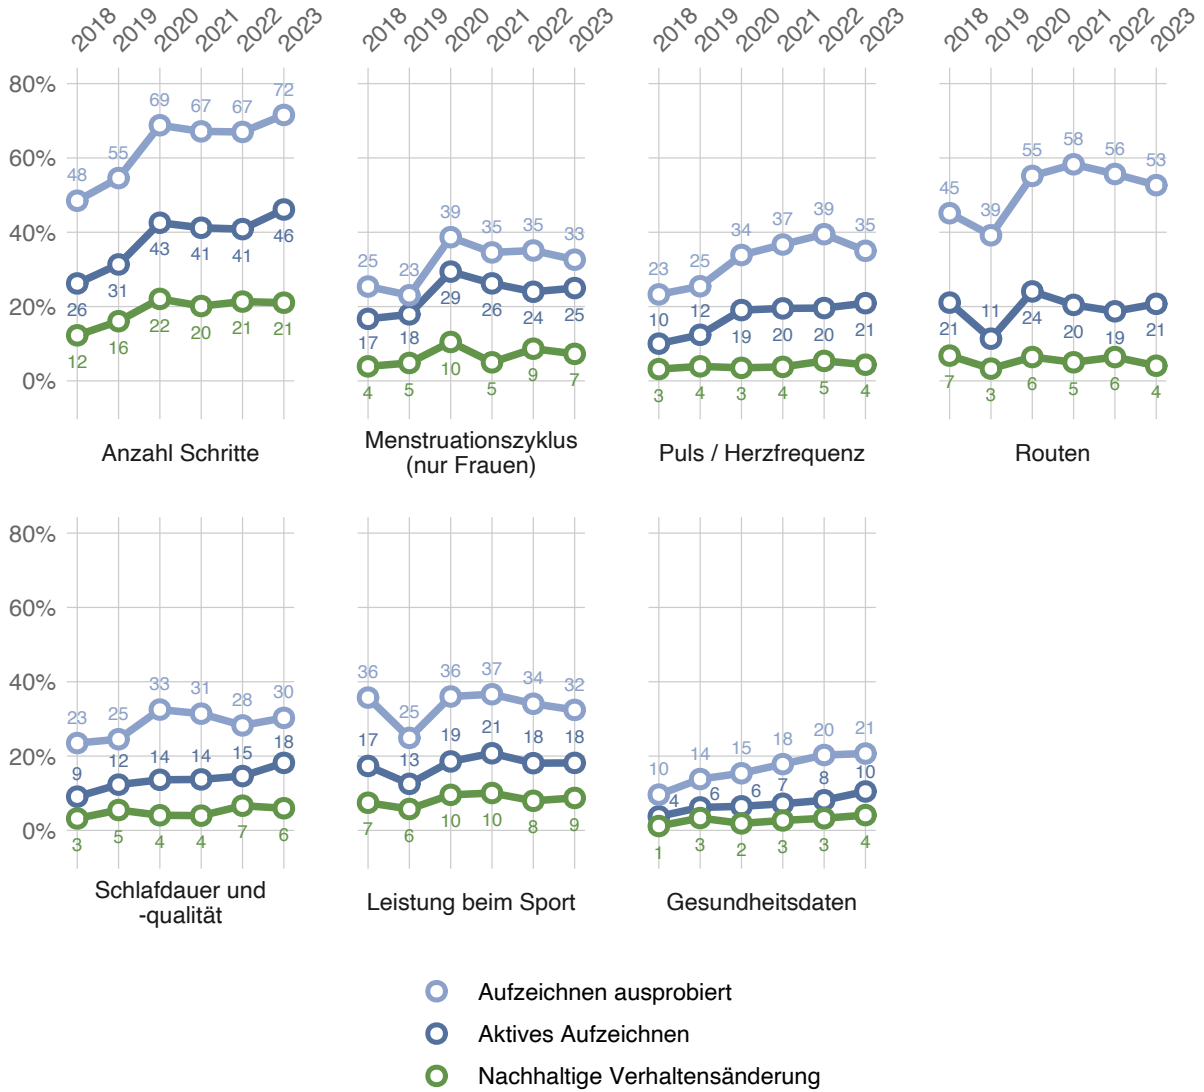 2018 2019 2020 2021 2022 2023 2018 2019 2020 2021 2022 2023 2018 2019 2020 2021 2022 2023 2018 2019 2020 2021 2022 2023
80%
60%
40%
20%
0%
48 55 69 67 67 72
26 31 43 41 41 46
12 16 22 20 21 21
Anzahl Schritte
25 23 39 35 35 33
17 18 29 26 24 25
4 5 10 5 9 7
Menstruationszyklus
(nur Frauen)
23 25 34 37 39 35
10 12 19 20 20 21
3 4 3 4 5 4
Puls / Herzfrequenz
45 39 55 58 56 53
21 11 24 20 19 21
7 3 6 5 6 4
Routen
80%
60%
40%
20%
0%
23 25 33 31 28 30
9 12 14 14 15 18
3 5 4 4 7 6
Schlafdauer und
-qualität
36 25 36 37 34 32
17 13 19 21 18 18
7 6 10 10 8 9
Leistung beim Sport
10 14 15 18 20 21
4 6 6 7 8 10
1 3 2 3 3 4
Gesundheitsdaten
Aufzeichnen ausprobiert
Aktives Aufzeichnen
Nachhaltige Verhaltensänderung